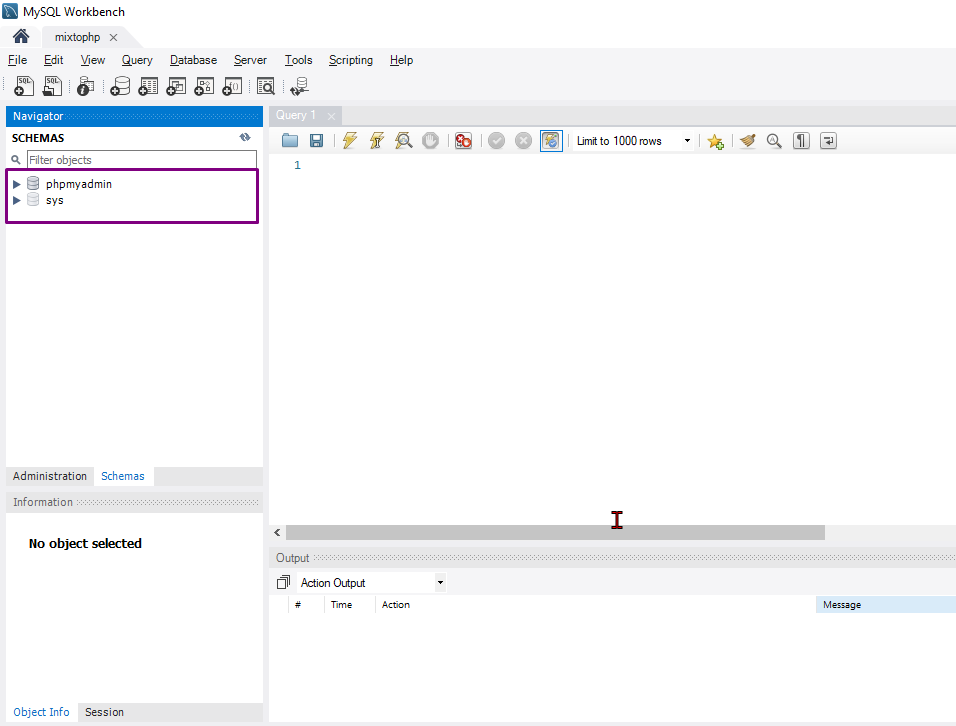 MySQL Workbench
mixtophp
File Edit View Query Database Server Tools Scripting Help
Navigator
SCHEMAS
Filter objects
phpmyadmin
sys
Administration Schemas
Information
No object selected
Object Info Session
Query 1
Limit to 1000 rows
1
Output
Action Output
# Time Action Message